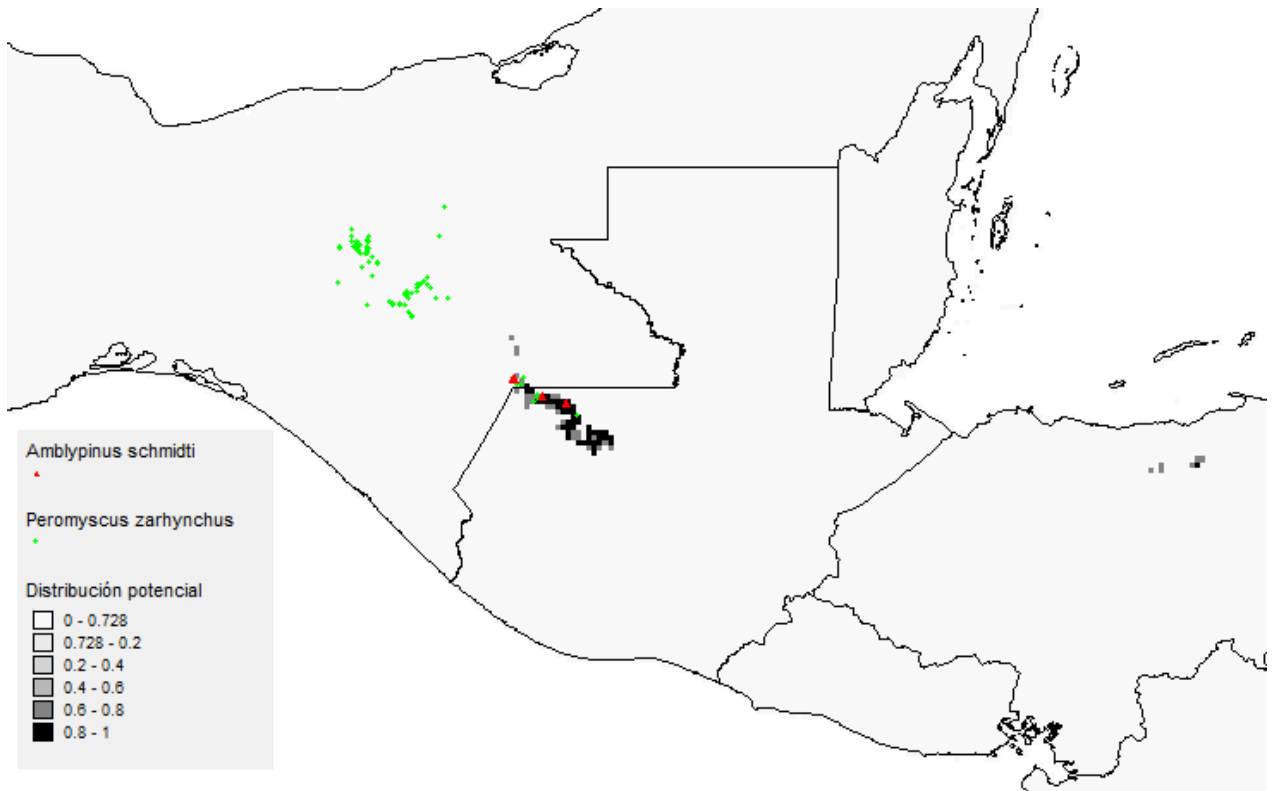 Amblypinus schmidti
Peromyscus zarhynchus
Distribución potencial
0 - 0.728
0.728 - 0.2
0.2 - 0.4
0.4 - 0.6
0.6 - 0.8
0.8 - 1